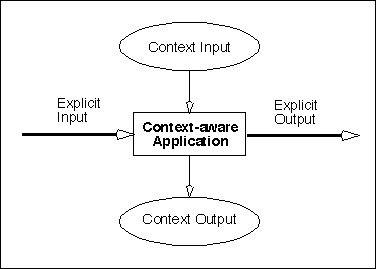 Context Input
Explicit
Input
Context-aware
Application
Explicit
Output
Context Output